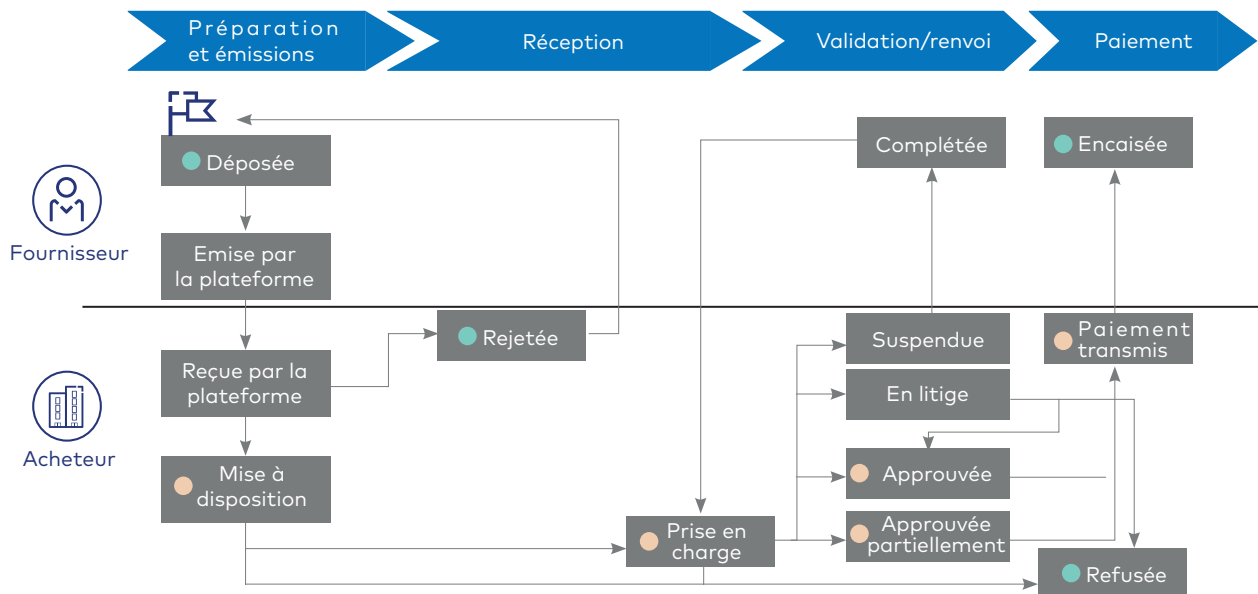 Préparation
et émissions
Réception
Validation/renvoi
Paiement
Déposée
Complétée
Encaisée
Fournisseur
Emise par
la plateforme
Rejetée
Suspendue
Paiement
transmis
Reçue par la
plateforme
En litige
Acheteur
Mise à
disposition
Approuvée
Prise en
charge
Approuvée
partiellement
Refusée